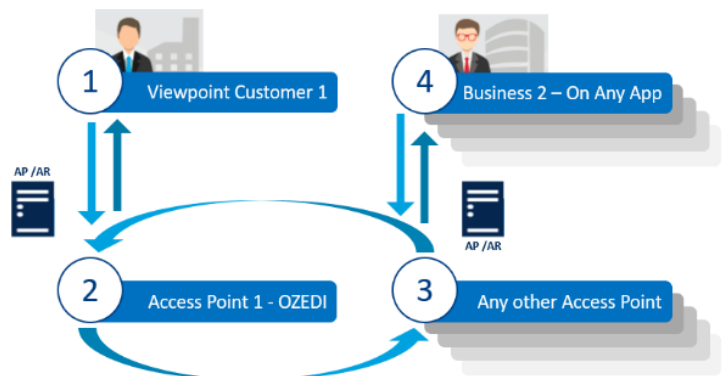 1
Viewpoint Customer 1
4
Business 2 – On Any App
AP /AR
AP /AR
2
Access Point 1 - OZEDI
3
Any other Access Point